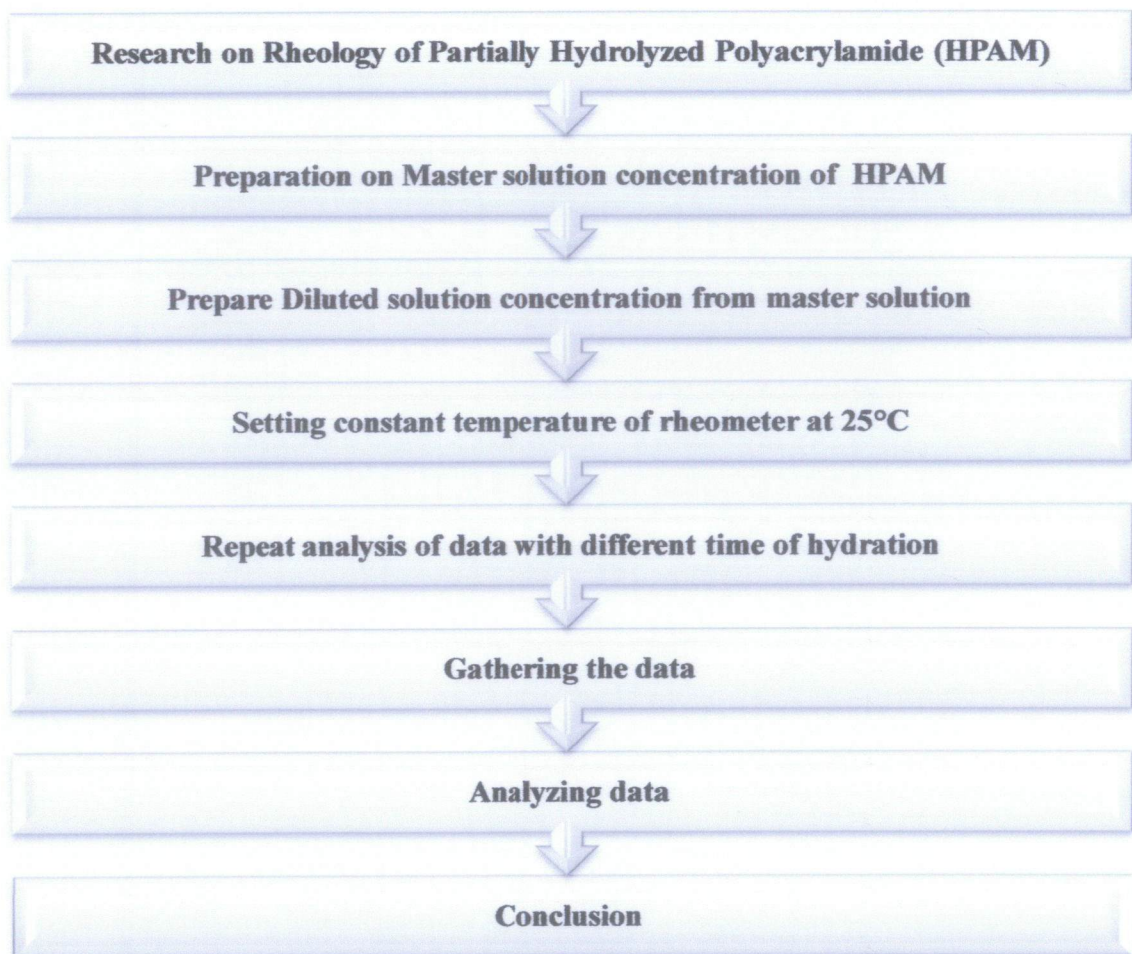 Research on Rheology of Partially Hydrolyzed Polyacrylamide (HPAM)
Preparation on Master solution concentration of HPAM
Prepare Diluted solution concentration from master solution
Setting constant temperature of rheometer at 25°C
Repeat analysis of data with different time of hydration
Gathering the data
Analyzing data
Conclusion